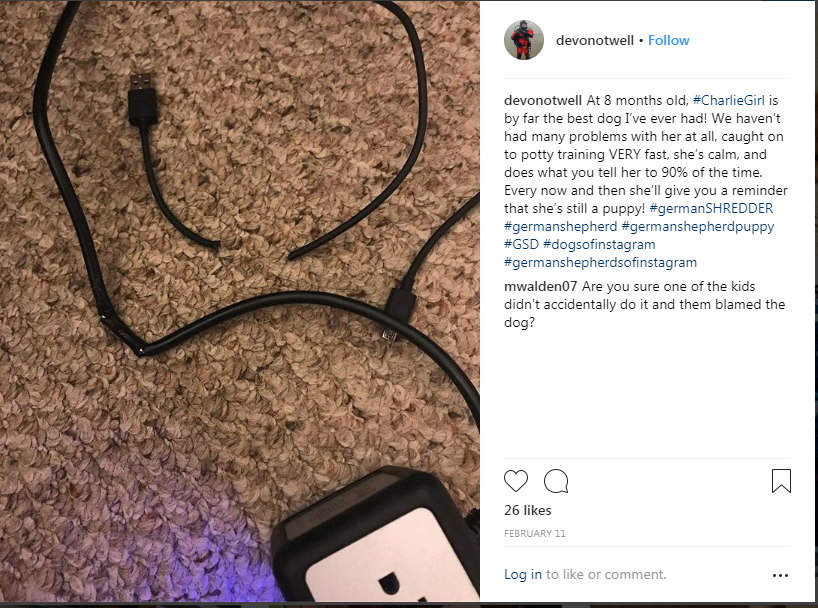 devonotwell • Follow
devonotwell At 8 months old, #CharlieGirl is
by far the best dog I've ever had! We haven't
had many problems with her at all, caught on
to potty training VERY fast, she's calm, and
does what you tell her to 90% of the time.
Every now and then she'll give you a reminder
that she's still a puppy! #germanSHREDDER
#germanshepherd #germanshepherdpuppy
#GSD #dogsofinstagram
#germanshepherdsofinstagram
mwalden07 Are you sure one of the kids
didn't accidentally do it and them blamed the
dog?
26 likes
FEBRUARY 11
Log in to like or comment.